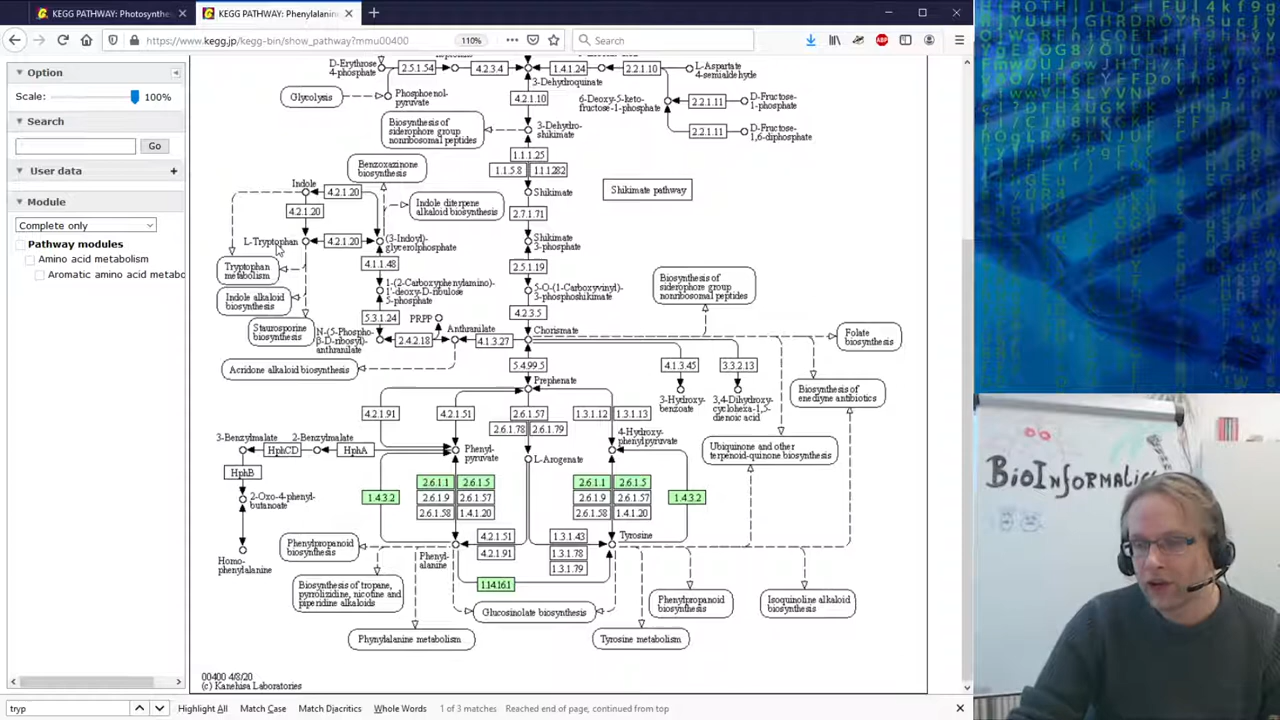 KEGG PATHWAY: Photosynthes
KEGG PATHWAY: Phenylalanin
https://www.kegg.jp/kegg-bin/show_pathway?mmu00400
110%
Search
Option
Scale:
100%
Search
Go
User data
+
Module
Complete only
Pathway modules
Amino acid metabolism
Aromatic amino acid metabc
D-Erythrose
4-phosphate
2.5.1.54
4.2.3.4
3-Dehydroquinate
1.4.1.24
2.2.1.10
L-Aspartate
4-semialdehyde
Glycolysis
Phosphoenol-
pyruvate
4.2.1.10
6-Deoxy-5-keto-
fructose-1-phosphate
2.2.1.11
D-Fructose-
1-phosphate
2.2.1.11
D-Fructose-
1,6-diphosphate
Biosynthesis of
siderophore group
nonribosomal peptides
3-Dehydro-
shikimate
1.1.1.25
1.1.5.8
1.1.1.282
Benzoxazinone
biosynthesis
Shikimate
Shikimate pathway
Indole
4.2.1.20
4.2.1.20
Indole diterpene
alkaloid biosynthesis
2.7.1.71
L-Tryptophan
4.2.1.20
(3-Indoyl)-
glycerolphosphate
Shikimate
3-phosphate
Tryptophan
metabolism
4.1.1.48
2.5.1.19
Indole alkaloid
biosynthesis
1-(2-Carboxyphenylamino)-
1'-deoxy-D-ribulose
5-phosphate
5-O-(1-Carboxyvinyl)-
3-phosphoshikimate
Biosynthesis of
siderophore group
nonribosomal peptides
Staurosporine
biosynthesis
5.3.1.24
PRPP
4.2.3.5
N-(5-Phospho-
β-D-ribosyl)-
anthranilate
2.4.2.18
Anthranilate
4.1.3.27
Chorismate
Folate
biosynthesis
Acridone alkaloid biosynthesis
5.4.99.5
4.1.3.45
3.3.2.13
Prephenate
3-Hydroxy-
benzoate
3,4-Dihydroxy-
cyclohexa-1,5-
dienoic acid
Biosynthesis of
enediyne antibiotics
4.2.1.91
4.2.1.51
2.6.1.57
1.3.1.12
1.3.1.13
2.6.1.78
2.6.1.79
4-Hydroxy-
phenylpyruvate
3-Benzylmalate
2-Benzylmalate
HphCD
HphA
Phenyl-
pyruvate
L-Arogenate
Ubiquinone and other
terpenoid-quinone biosynthesis
HphB
2-Oxo-4-phenyl-
butanoate
1.4.3.2
2.6.1.1
2.6.1.5
2.6.1.9
2.6.1.57
2.6.1.58
1.4.1.20
2.6.1.1
2.6.1.5
2.6.1.9
2.6.1.57
2.6.1.58
1.4.1.20
1.4.3.2
4.2.1.51
4.2.1.91
1.3.1.43
1.3.1.78
1.3.1.79
Tyrosine
Homo-
phenylalanine
Phenylpropanoid
biosynthesis
Phenyl-
alanine
1.14.16.1
Biosynthesis of tropane,
pyrrolizidine, nicotine and
piperidine alkaloids
Glucosinolate biosynthesis
Phenylpropanoid
biosynthesis
Isoquinoline alkaloid
biosynthesis
Phynylalanine metabolism
Tyrosine metabolism
00400 4/8/20
(c) Kanehisa Laboratories
tryp
Highlight All
Match Case
Match Diacritics
Whole Words
1 of 3 matches
Reached end of page, continued from top
BIOINFORMATIC